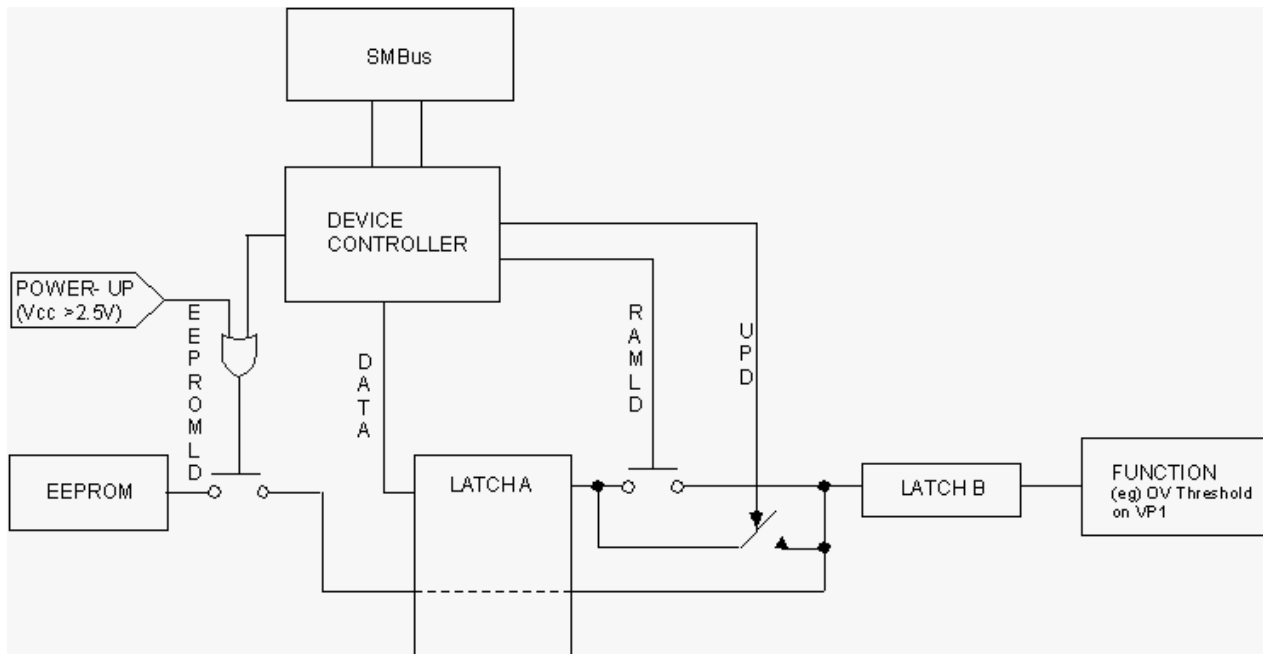 SMBus
DEVICE
CONTROLLER
POWER- UP
(Vcc >2.5V)
EEPROMLD
DATA
RAMLD
UPD
EEPROM
LATCH A
LATCH B
FUNCTION
(eg) OV Threshold
on VP1